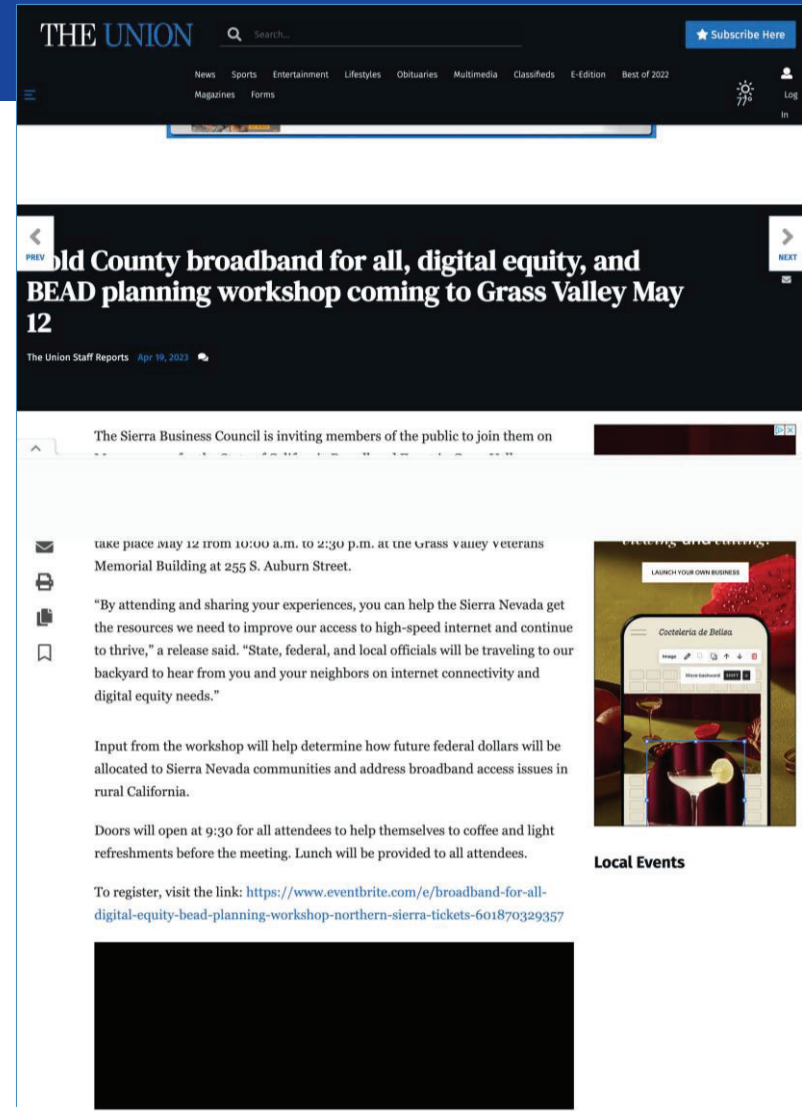 THE UNION
Search...
Subscribe Here
News Sports Entertainment Lifestyles Obituaries Multimedia Classifieds E-Edition Best of 2022
Magazines Forms
77°
Log
In
PREV
NEXT
old County broadband for all, digital equity, and
BEAD planning workshop coming to Grass Valley May
12
The Union Staff Reports Apr 19, 2023
The Sierra Business Council is inviting members of the public to join them on
take place May 12 from 10:00 a.m. to 2:30 p.m. at the Grass Valley Veterans
Memorial Building at 255 S. Auburn Street.
“By attending and sharing your experiences, you can help the Sierra Nevada get
the resources we need to improve our access to high-speed internet and continue
to thrive,” a release said. “State, federal, and local officials will be traveling to our
backyard to hear from you and your neighbors on internet connectivity and
digital equity needs.”
Input from the workshop will help determine how future federal dollars will be
allocated to Sierra Nevada communities and address broadband access issues in
rural California.
Doors will open at 9:30 for all attendees to help themselves to coffee and light
refreshments before the meeting. Lunch will be provided to all attendees.
To register, visit the link: https://www.eventbrite.com/e/broadband-for-all-
digital-equity-bead-planning-workshop-northern-sierra-tickets-601870329357
LAUNCH YOUR OWN BUSINESS
Cocteleria de Belisa
Image
Move backward SHIFT
Local Events